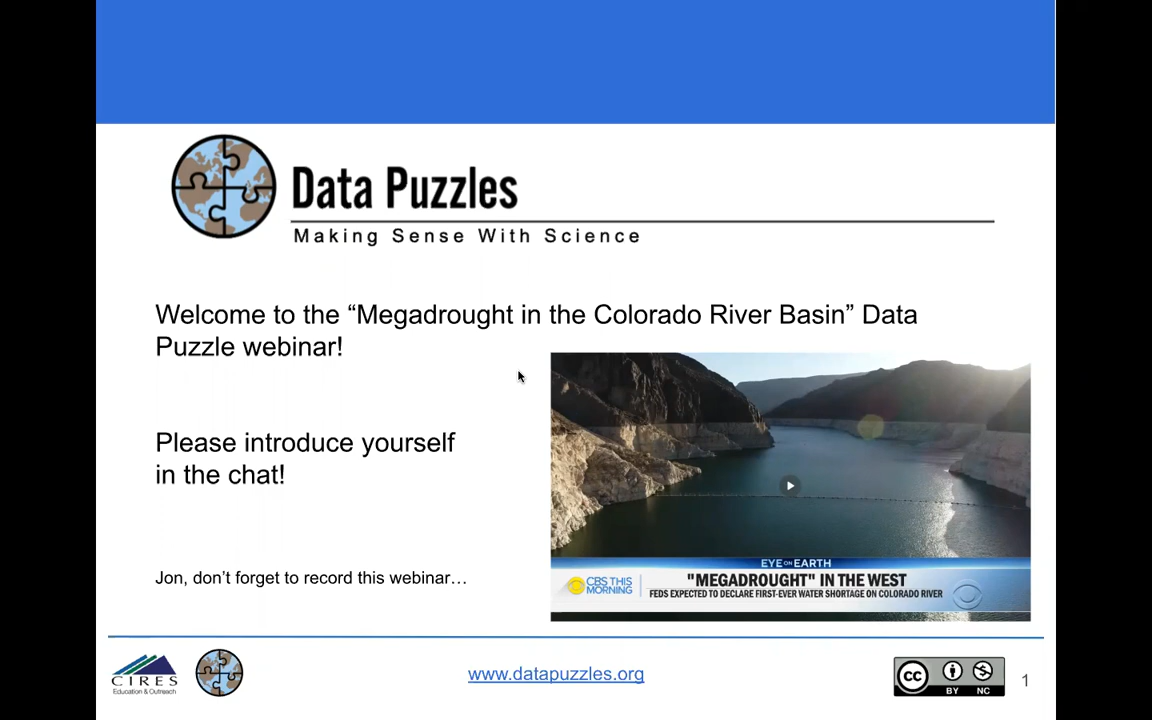 Data Puzzles
Making Sense With Science
Welcome to the “Megadrought in the Colorado River Basin” Data
Puzzle webinar!
Please introduce yourself
in the chat!
Jon, don’t forget to record this webinar…
EYE ON EARTH
CBS THIS
MORNING
"MEGADROUGHT" IN THE WEST
FEDS EXPECTED TO DECLARE FIRST-EVER WATER SHORTAGE ON COLORADO RIVER
CIRES
Education & Outreach
www.datapuzzles.org
cc
BY NC
1